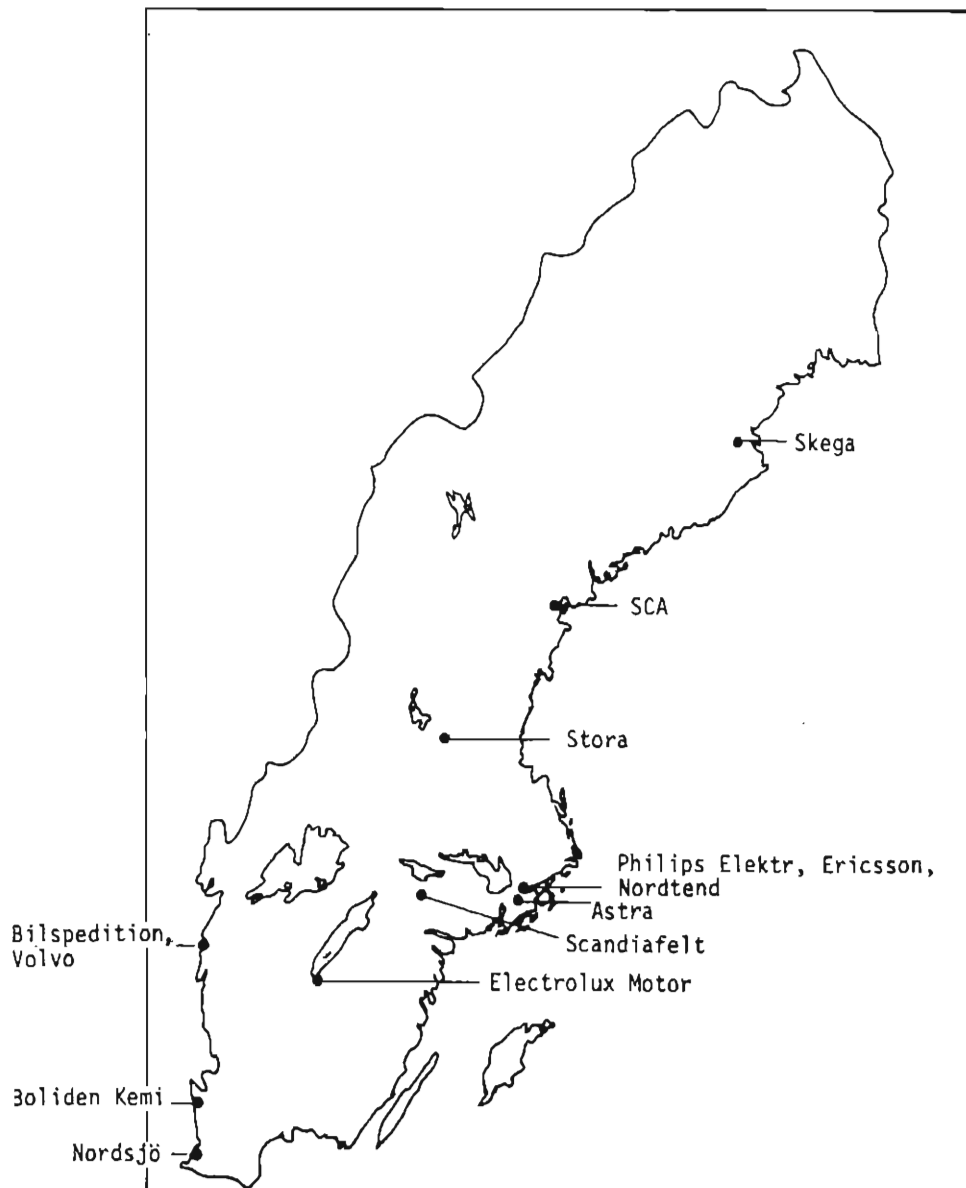 Skega
SCA
Stora
Philips Elektr, Ericsson,
Nordtend
Astra
Scandiafelt
Bilspedition,
Volvo
Electrolux Motor
Boliden Kemi
Nordsjö